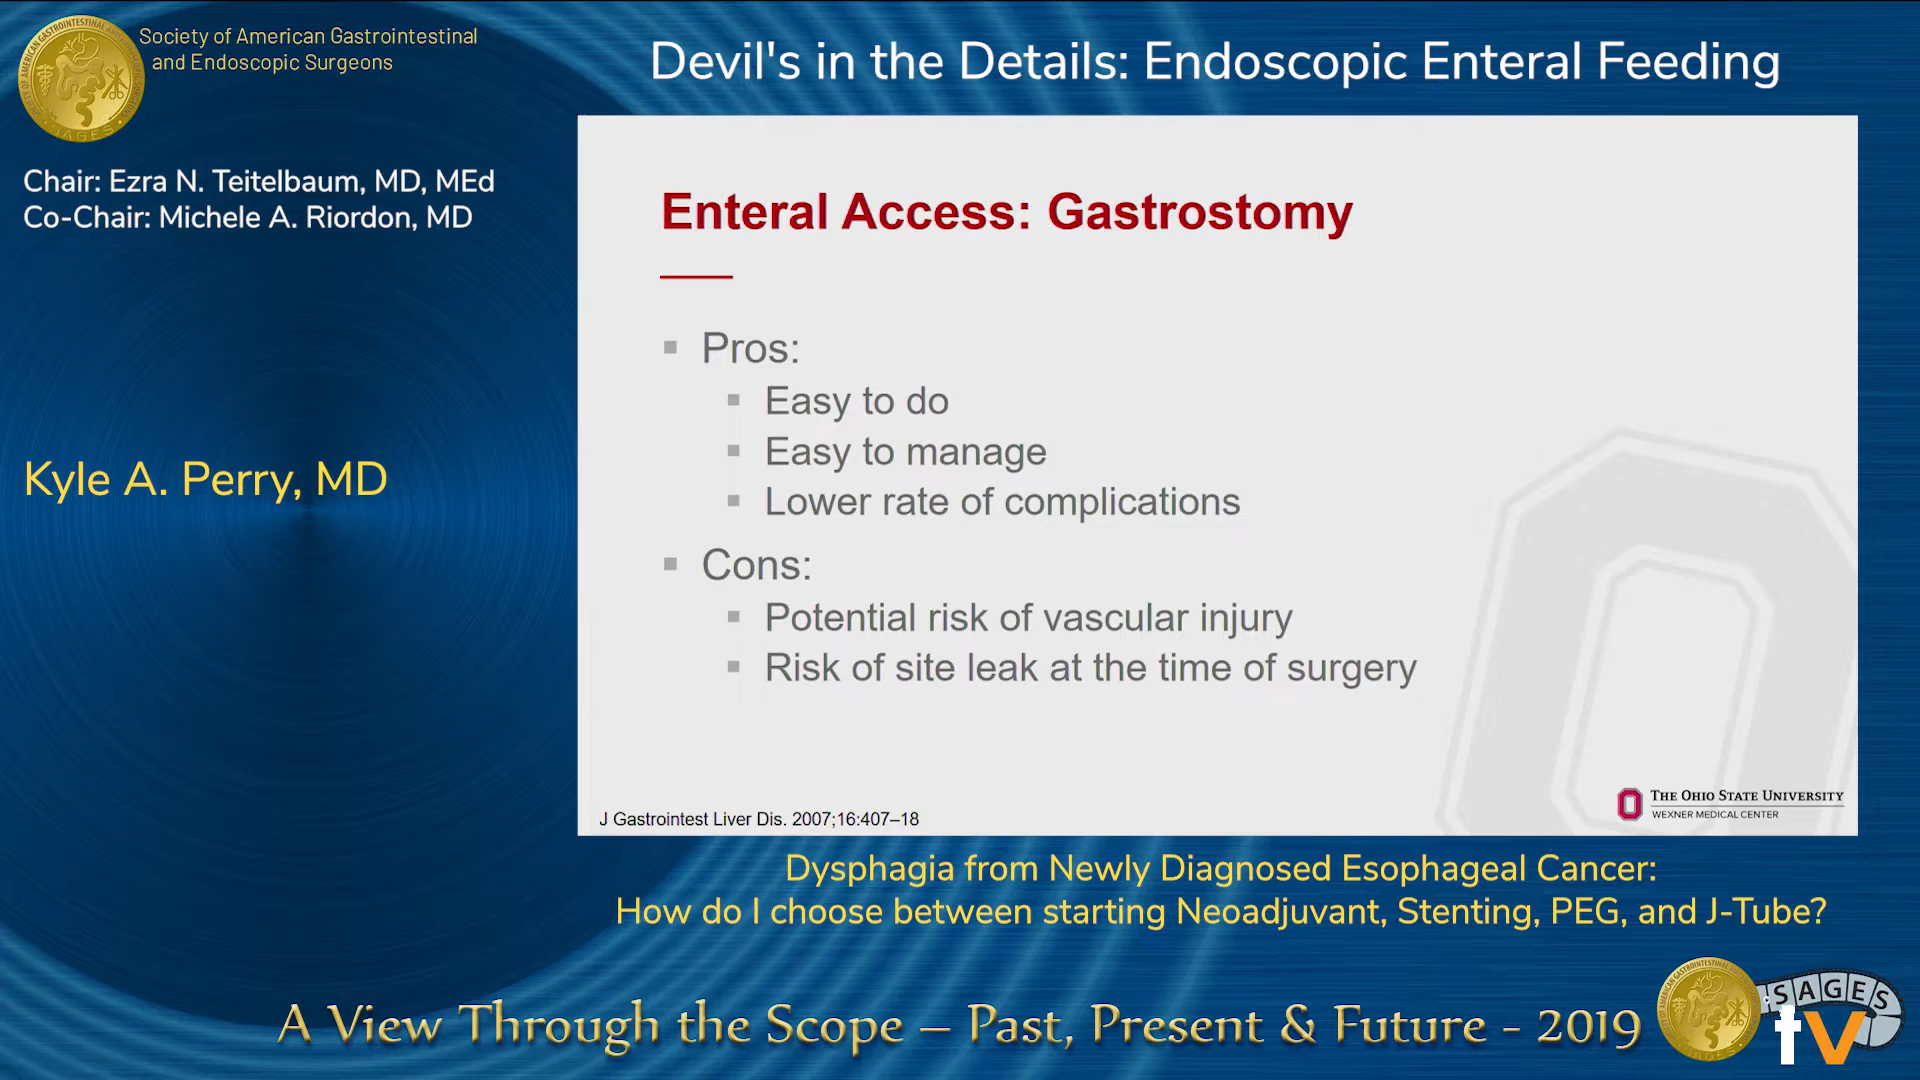 Society of American Gastrointestinal
and Endoscopic Surgeons
Devil's in the Details: Endoscopic Enteral Feeding
Chair: Ezra N. Teitelbaum, MD, MEd
Co-Chair: Michele A. Riordon, MD
Kyle A. Perry, MD
Enteral Access: Gastrostomy
Pros:
Easy to do
Easy to manage
Lower rate of complications
Cons:
Potential risk of vascular injury
Risk of site leak at the time of surgery
J Gastrointest Liver Dis. 2007;16:407–18
THE OHIO STATE UNIVERSITY
WEXNER MEDICAL CENTER
Dysphagia from Newly Diagnosed Esophageal Cancer:
How do I choose between starting Neoadjuvant, Stenting, PEG, and J-Tube?
A View Through the Scope – Past, Present & Future - 2019
SAGES
tv